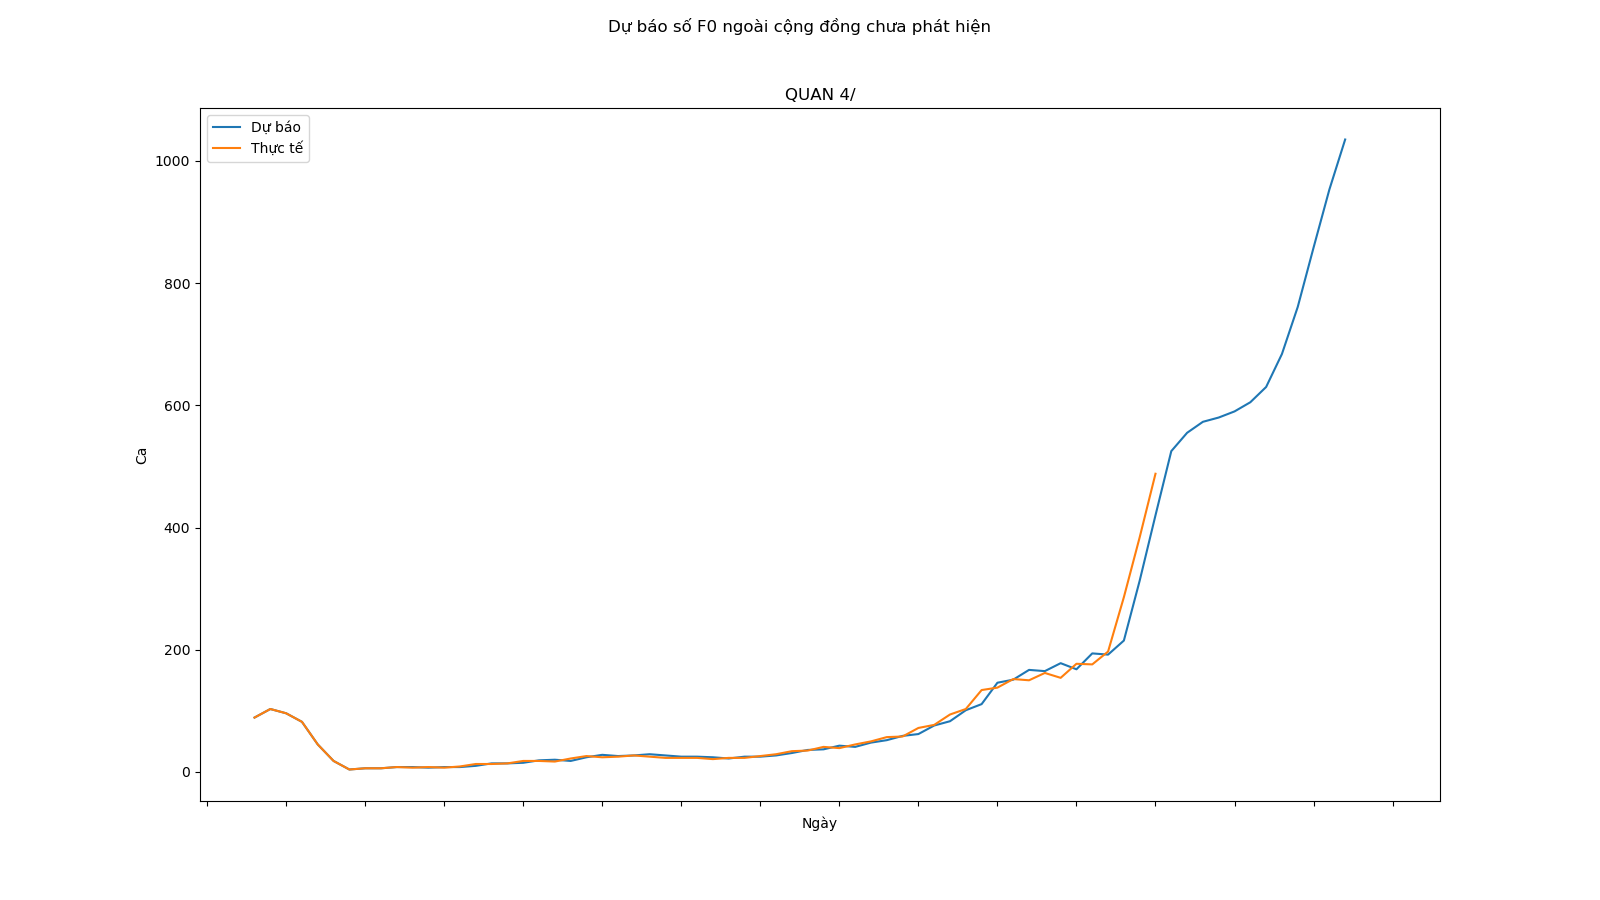 Dự báo số F0 ngoài cộng đồng chưa phát hiện
QUAN 4/
Dự báo
Thực tế
1000
800
600
400
200
0
Ca
Ngày